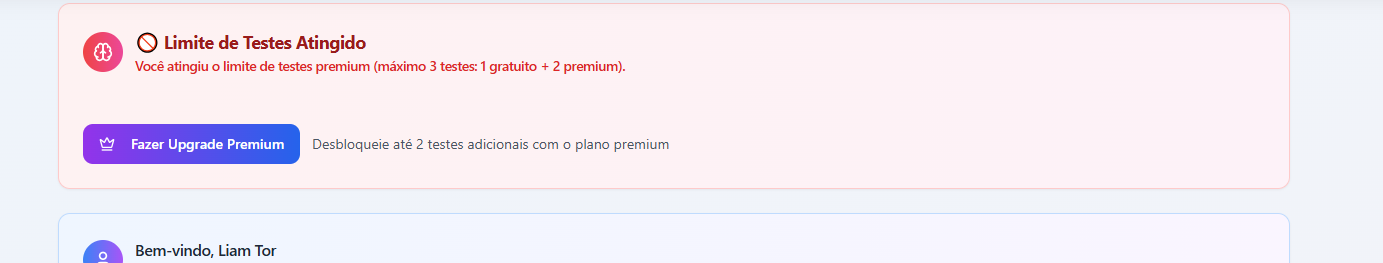 🚫 Limite de Testes Atingido
Você atingiu o limite de testes premium (máximo 3 testes: 1 gratuito + 2 premium).
Fazer Upgrade Premium
Desbloqueie até 2 testes adicionais com o plano premium
Bem-vindo, Liam Tor